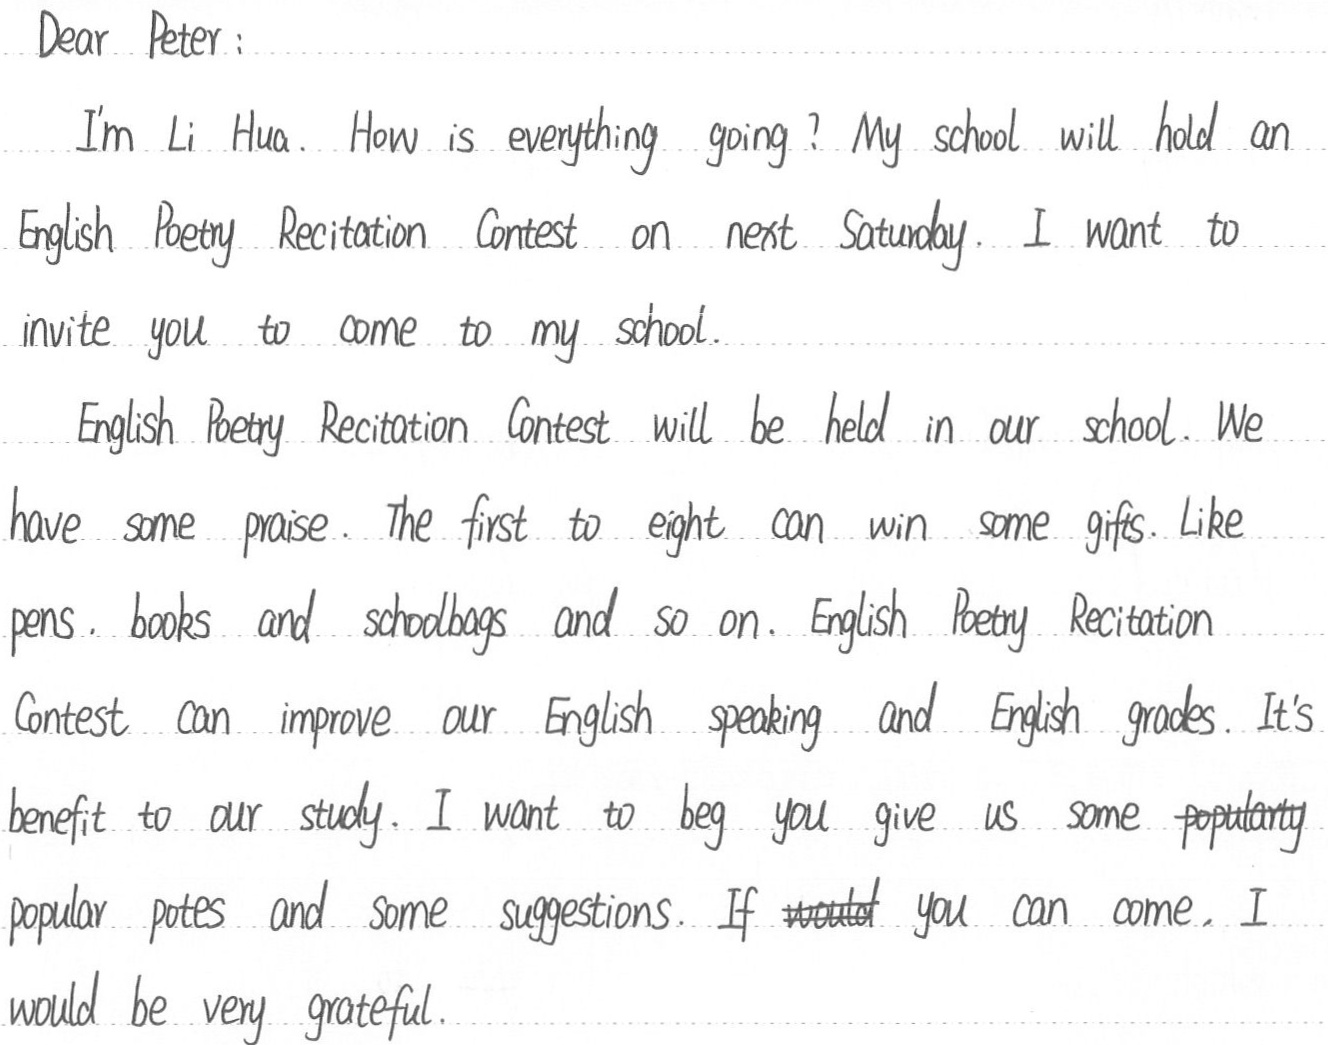 Dear Peter:
I'm Li Hua. How is everything going? My school will hold an
English Poetry Recitation Contest on next Saturday. I want to
invite you to come to my school.
English Poetry Recitation Contest will be held in our school. We
have some praise. The first to eight can win some gifts. Like
pens. books and schoolbags and so on. English Poetry Recitation
Contest can improve our English speaking and English grades. It's
benefit to our study. I want to beg you give us some popularty
popular potes and some suggestions. If would you can come. I
would be very grateful.